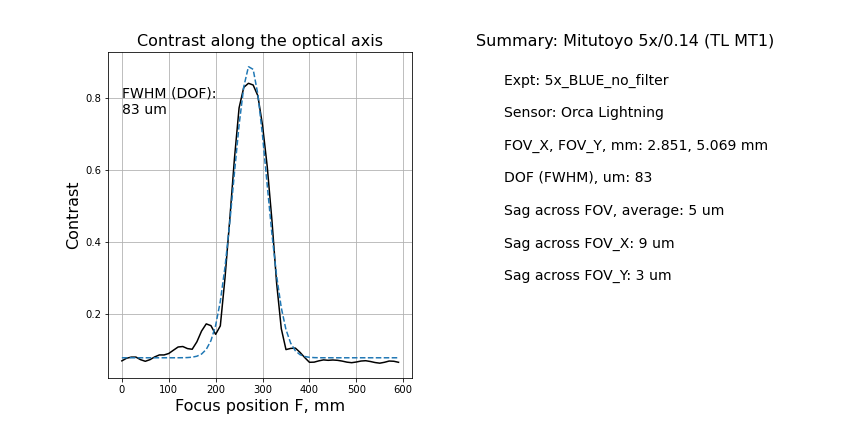 Contrast along the optical axis
FWHM (DOF):
83 um
0.8
0.6
0.4
0.2
Contrast
0
100
200
300
400
500
600
Focus position F, mm
Summary: Mitutoyo 5x/0.14 (TL MT1)
Expt: 5x_BLUE_no_filter
Sensor: Orca Lightning
FOV_X, FOV_Y, mm: 2.851, 5.069 mm
DOF (FWHM), um: 83
Sag across FOV, average: 5 um
Sag across FOV_X: 9 um
Sag across FOV_Y: 3 um